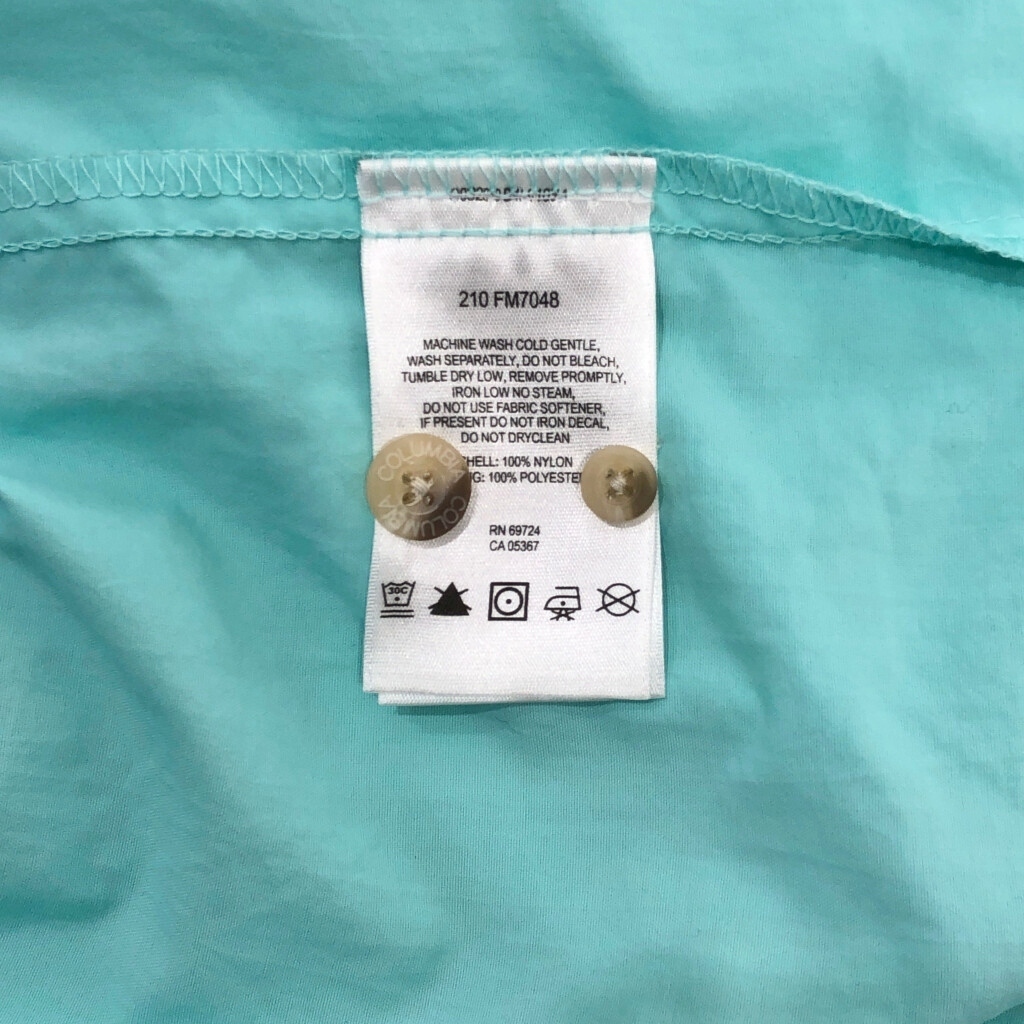 210 FM7048
MACHINE WASH COLD GENTLE,
WASH SEPARATELY, DO NOT BLEACH,
TUMBLE DRY LOW, REMOVE PROMPTLY,
IRON LOW NO STEAM,
DO NOT USE FABRIC SOFTENER,
IF PRESENT DO NOT IRON DECAL,
DO NOT DRYCLEAN
HELL: 100% NYLON
G: 100% POLYESTE
COLUMBIA COLUMBIA
RN 69724
CA 05367
30C